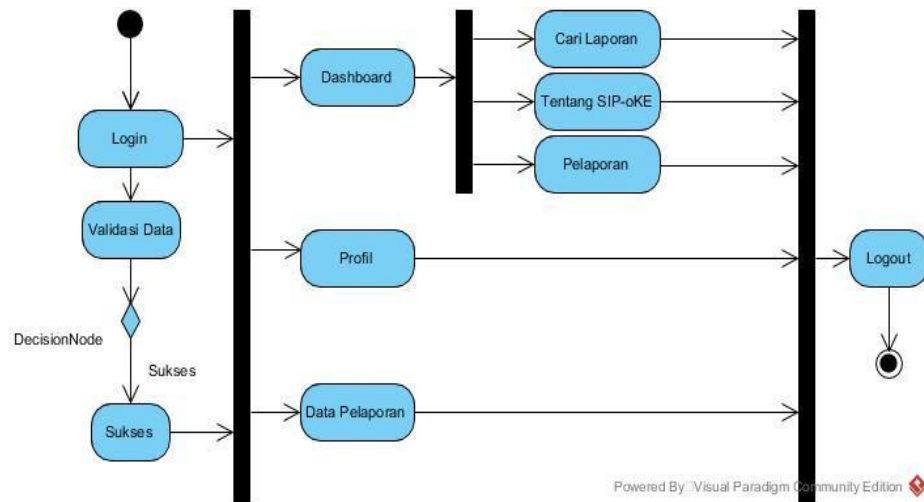 Login
Validasi Data
DecisionNode
Sukses
Sukses
Dashboard
Profil
Data Pelaporan
Cari Laporan
Tentang SIP-oKE
Pelaporan
Logout
Powered By Visual Paradigm Community Edition